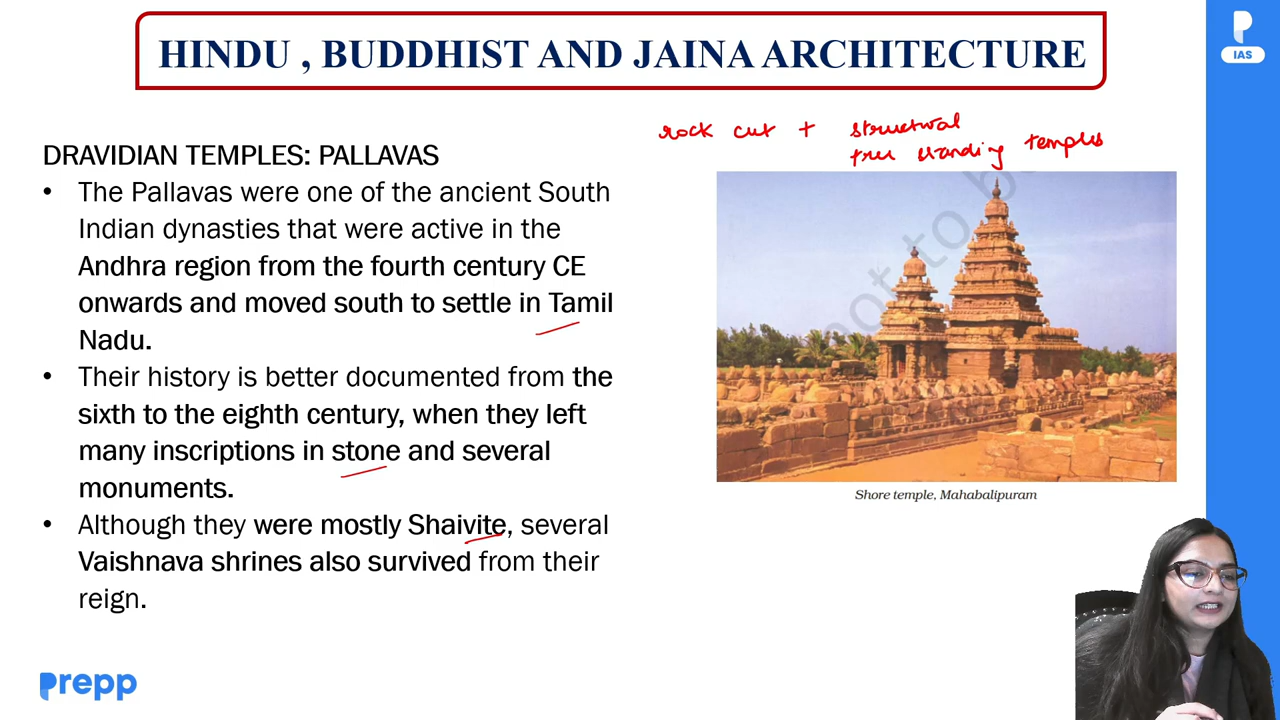 HINDU , BUDDHIST AND JAINA ARCHITECTURE
IAS
rock cut + structural
free standing temples
DRAVIDIAN TEMPLES: PALLAVAS
• The Pallavas were one of the ancient South
Indian dynasties that were active in the
Andhra region from the fourth century CE
onwards and moved south to settle in Tamil
Nadu.
• Their history is better documented from the
sixth to the eighth century, when they left
many inscriptions in stone and several
monuments.
• Although they were mostly Shaivite, several
Vaishnava shrines also survived from their
reign.
not to b
Shore temple, Mahabalipuram
prepp